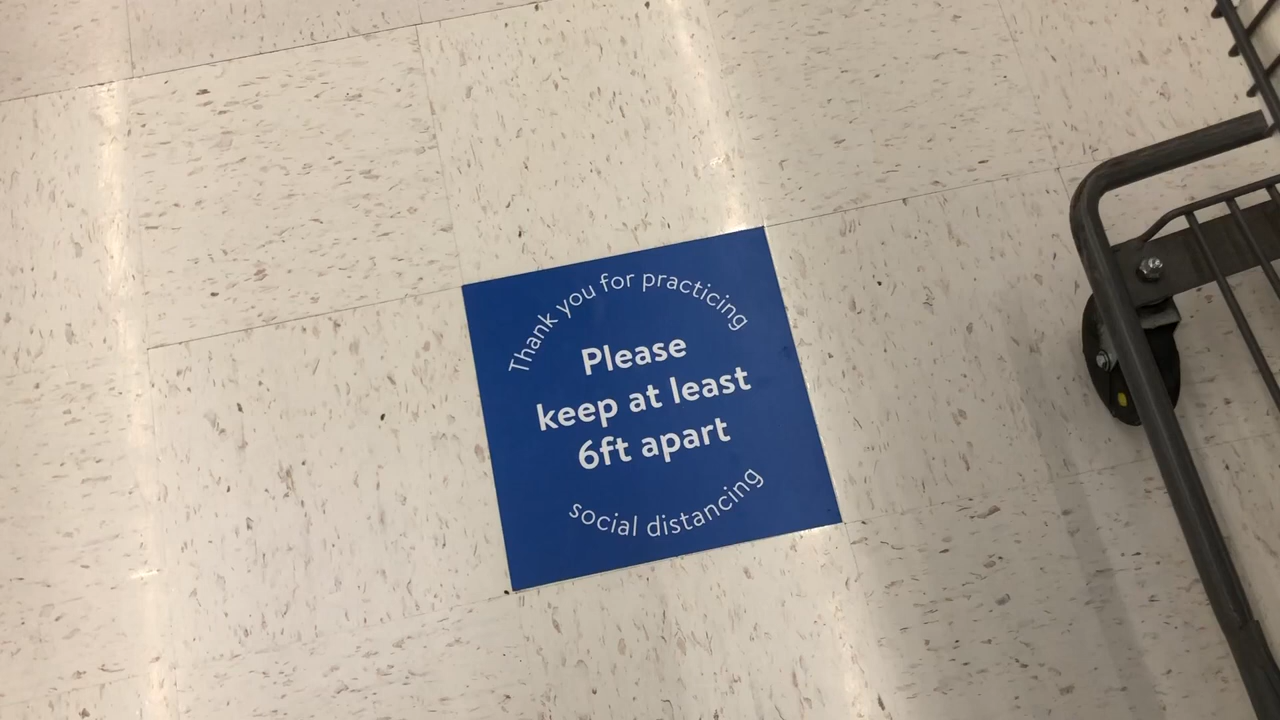 Thank you for practicing
Please
keep at least
6ft apart
social distancing